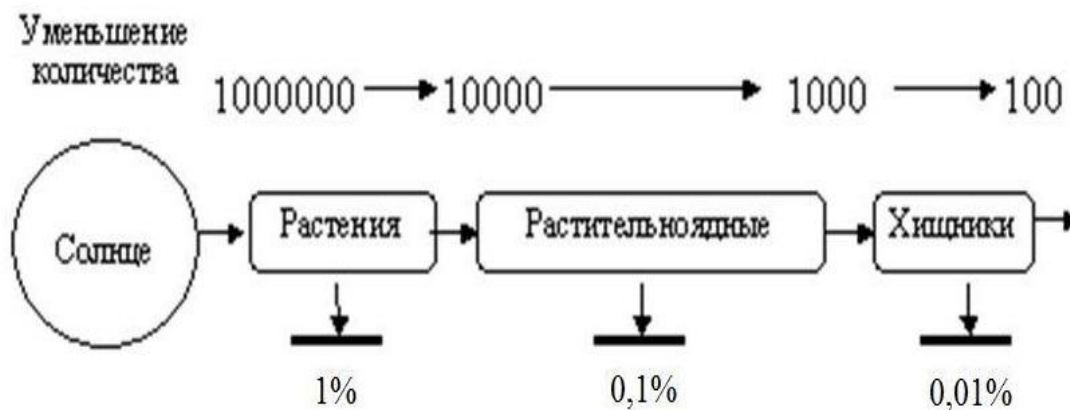 Уменьшение
количества
1000000 10000 1000 100
Солнце Растения Растительноядные Хищники
1% 0,1% 0,01%